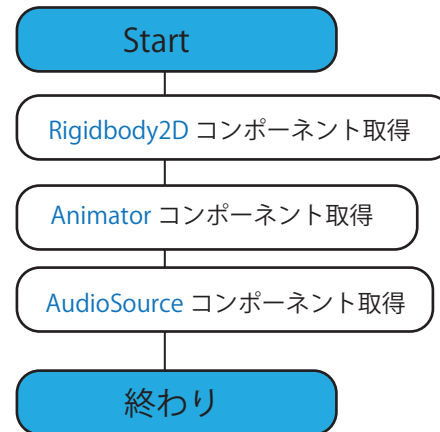 Start
Rigidbody2D コンポーネント取得
Animator コンポーネント取得
AudioSource コンポーネント取得
終わり